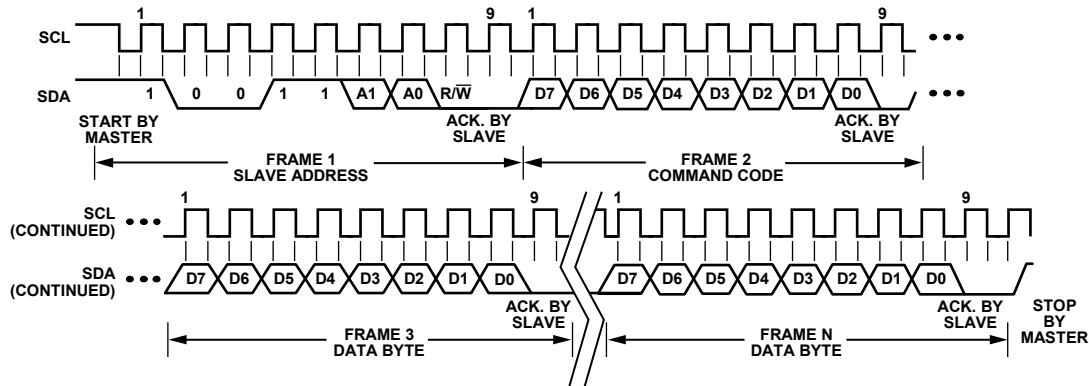 1 9 1 9
SCL
SDA 1 0 0 1 1 A1 A0 R/W̅ D7 D6 D5 D4 D3 D2 D1 D0
START BY MASTER
ACK. BY SLAVE
ACK. BY SLAVE
FRAME 1
SLAVE ADDRESS
FRAME 2
COMMAND CODE
1 9 1 9
SCL
(CONTINUED)
SDA
(CONTINUED)
D7 D6 D5 D4 D3 D2 D1 D0 D7 D6 D5 D4 D3 D2 D1 D0
ACK. BY
SLAVE
ACK. BY
SLAVE
STOP
BY
MASTER
FRAME 3
DATA BYTE
FRAME N
DATA BYTE